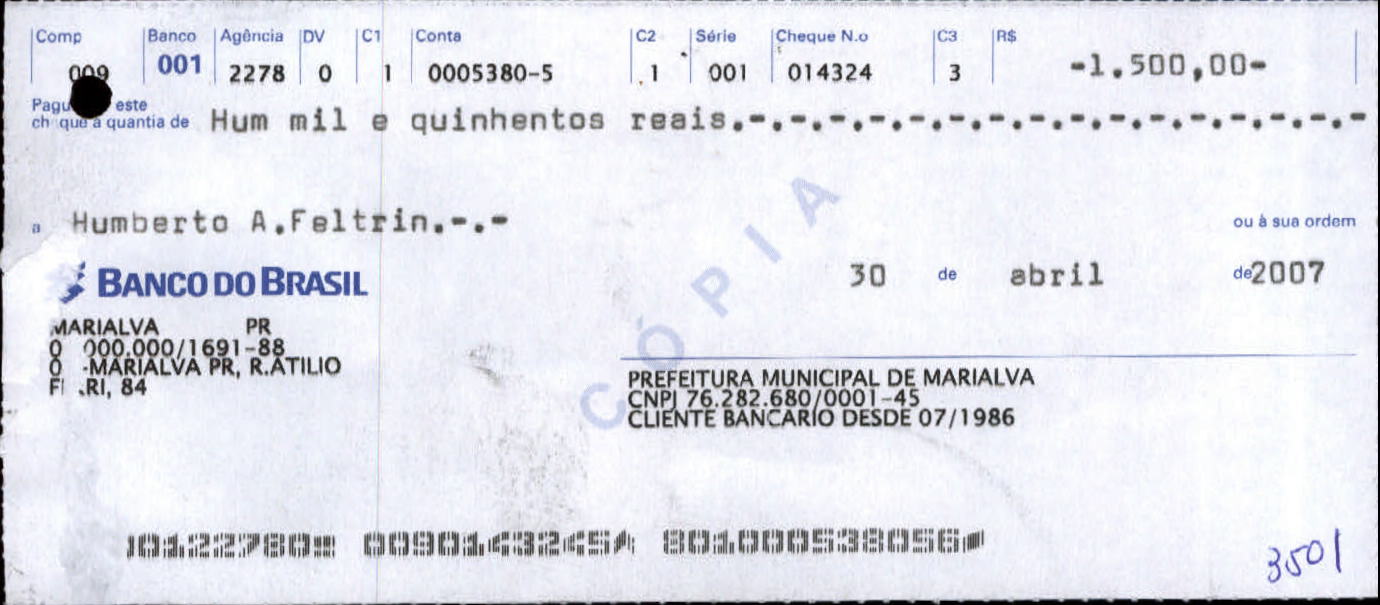 Comp Banco Agência DV C1 Conta C2 Série Cheque N.o C3 R$
009 001 2278 0 1 0005380-5 1 001 014324 3 -1.500,00-
este
quantia de Hum mil e quinhentos reais.-.-.-.-.-.-.-.-.-.-.-.-.-.-.-.-.-
a Humberto A.Feltrin.-.- ou à sua ordem
BANCO DO BRASIL
30 de abril de 2007
MARIALVA PR
000.000/1691-88
-MARIALVA PR, R.ATILIO
84
PREFEITURA MUNICIPAL DE MARIALVA
CNPJ 76.282.680/0001-45
CLIENTE BANCARIO DESDE 07/1986
CÓPIA
3501